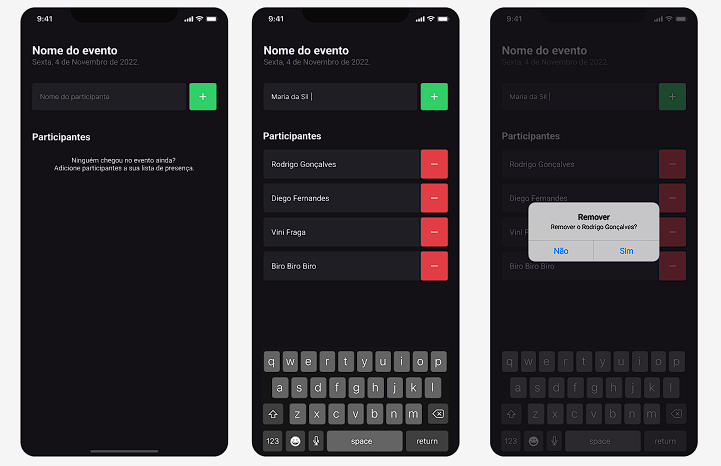 9:41
Nome do evento
Sexta, 4 de Novembro de 2022.
Nome do participante
+
Participantes
Ninguém chegou no evento ainda?
Adicione participantes a sua lista de presença.
9:41
Nome do evento
Sexta, 4 de Novembro de 2022.
Maria da Sil
+
Participantes
Rodrigo Gonçalves
Diego Fernandes
Vini Fraga
Biro Biro Biro
q w e r t y u i o p
a s d f g h j k l
z x c v b n m
123 space return
9:41
Nome do evento
Sexta, 4 de Novembro de 2022.
Maria da Sil
+
Participantes
Rodrigo Gonçalves
Diego Fernandes
Remover
Remover o Rodrigo Gonçalves?
Não Sim
Biro Biro Biro
q w e r t y u i o p
a s d f g h j k l
z x c v b n m
123 space return